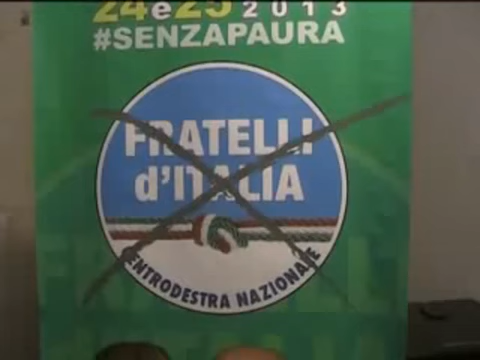 24e25 2013
#SENZAPAURA
FRATELLI
d'ITALIA
CENTRODESTRA NAZIONALE